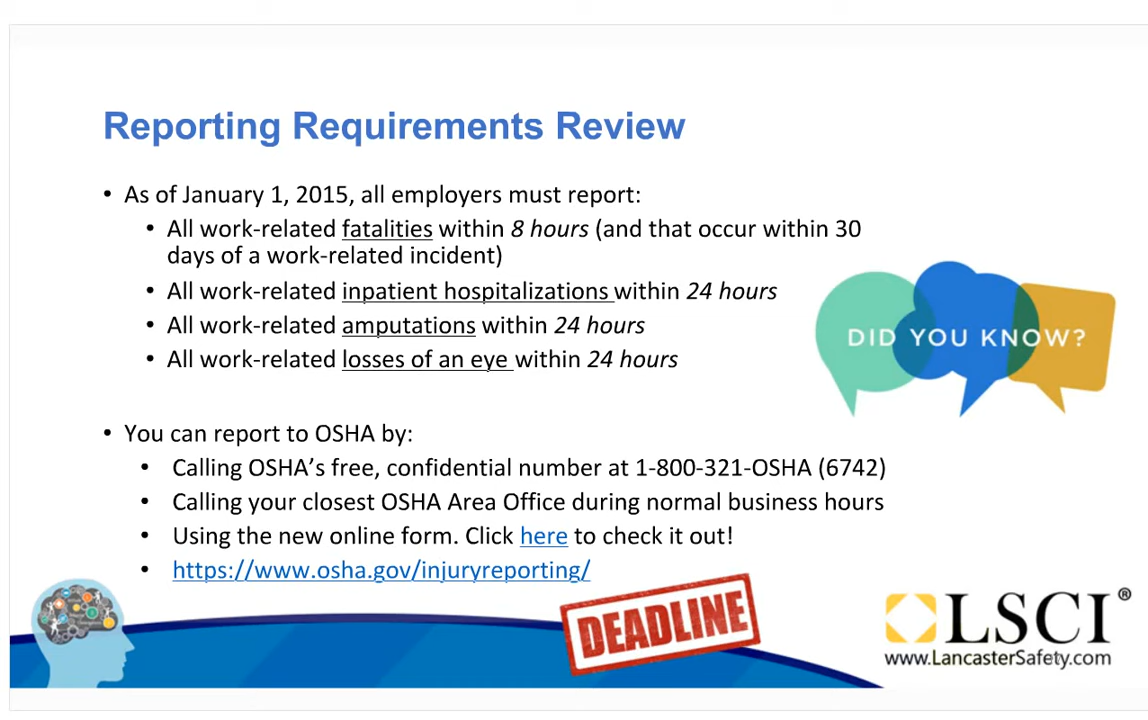 Reporting Requirements Review
• As of January 1, 2015, all employers must report:
• All work-related fatalities within 8 hours (and that occur within 30
days of a work-related incident)
• All work-related inpatient hospitalizations within 24 hours
• All work-related amputations within 24 hours
• All work-related losses of an eye within 24 hours
DID YOU KNOW?
• You can report to OSHA by:
• Calling OSHA's free, confidential number at 1-800-321-OSHA (6742)
• Calling your closest OSHA Area Office during normal business hours
• Using the new online form. Click here to check it out!
• https://www.osha.gov/injuryreporting/
DEADLINE
LSCI®
www.LancasterSafety.com